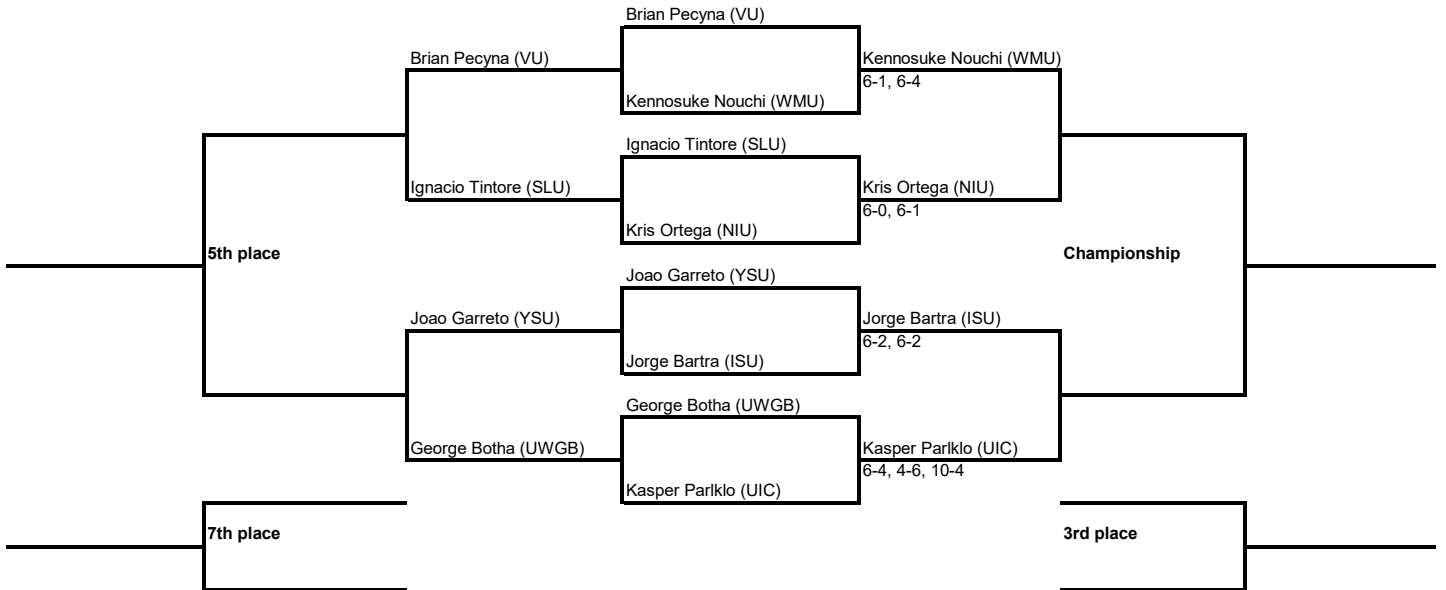 Brian Pecyna (VU)
Brian Pecyna (VU)
Kennosuke Nouchi (WMU)
6-1, 6-4
Kennosuke Nouchi (WMU)
Ignacio Tintore (SLU)
Ignacio Tintore (SLU)
Kris Ortega (NIU)
6-0, 6-1
Kris Ortega (NIU)
5th place
Championship
Joao Garreto (YSU)
Joao Garreto (YSU)
Jorge Bartra (ISU)
6-2, 6-2
Jorge Bartra (ISU)
George Botha (UWGB)
George Botha (UWGB)
Kasper Parlklo (UIC)
6-4, 4-6, 10-4
Kasper Parlklo (UIC)
7th place
3rd place